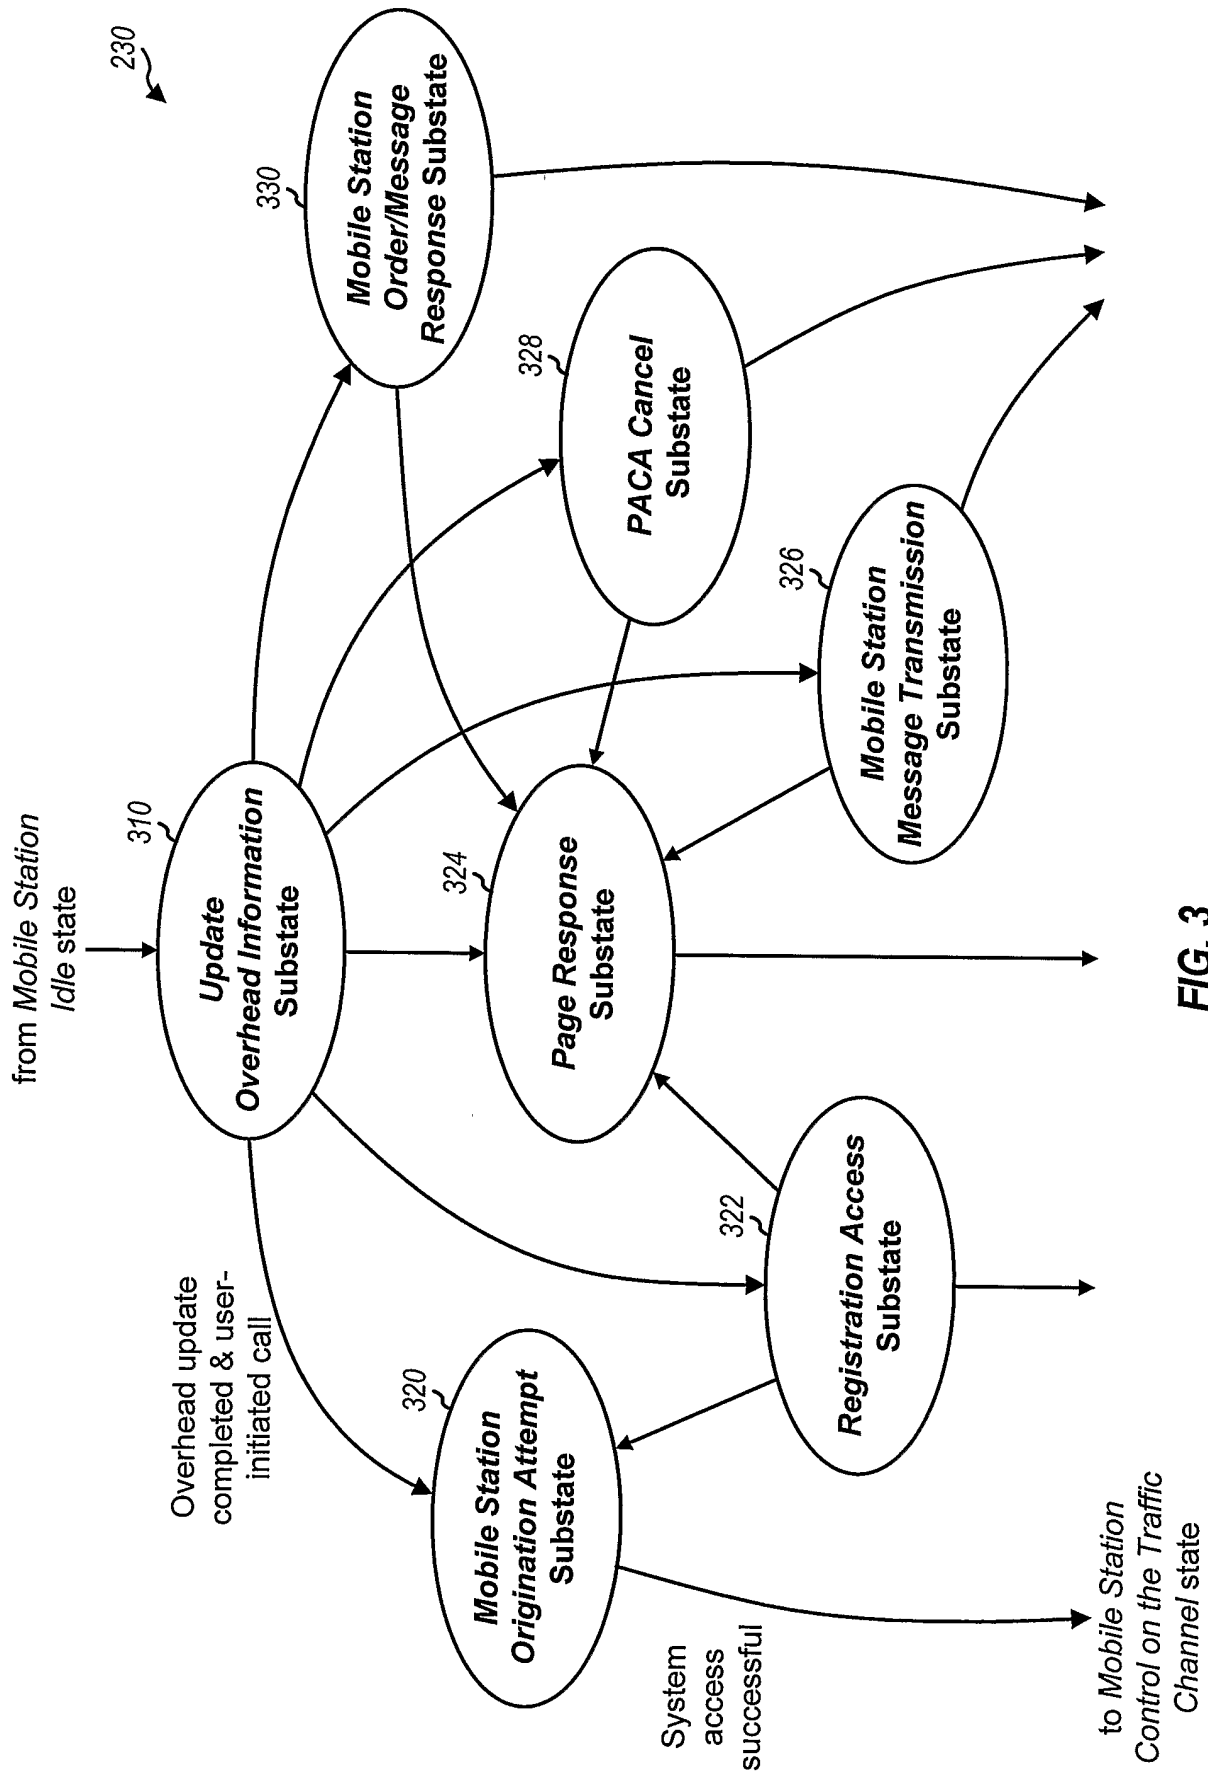 230
from Mobile Station
Idle state
310
Update
Overhead Information
Substate
Overhead update
completed & user-
initiated call
330
Mobile Station
Order/Message
Response Substate
320
Mobile Station
Origination Attempt
Substate
324
Page Response
Substate
328
PACA Cancel
Substate
322
Registration Access
Substate
326
Mobile Station
Message Transmission
Substate
System
access
successful
to Mobile Station
Control on the Traffic
Channel state
FIG. 3